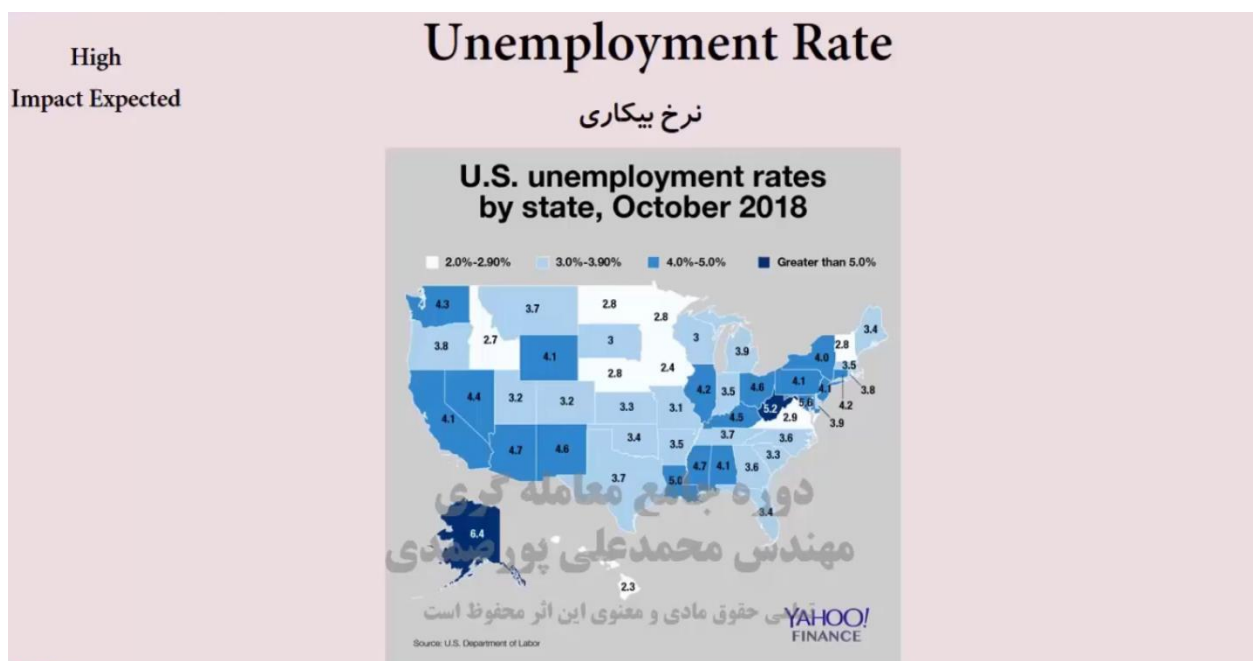 High
Impact Expected
Unemployment Rate
نرخ بیکاری
U.S. unemployment rates
by state, October 2018
2.0%-2.90% 3.0%-3.90% 4.0%-5.0% Greater than 5.0%
4.3 3.7 2.8 2.8 3.4
3.8 2.7 3 3 3.9 4.0 2.8
4.1 2.8 2.4 3.5
4.4 3.2 3.2 4.2 3.5 4.6 4.1 4.1 3.8
4.1 3.3 3.1 4.5 5.2 2.9 5.6 4.2
3.9
4.7 4.6 3.4 3.5 3.7 3.6
3.3
3.7 5.0 4.7 4.1 3.6
3.4
دوره جامع معامله گری
6.4
مهندس محمدعلی پورصمدی
2.3
تمامی حقوق مادی و معنوی این اثر محفوظ است
YAHOO!
FINANCE
Source: U.S. Department of Labor